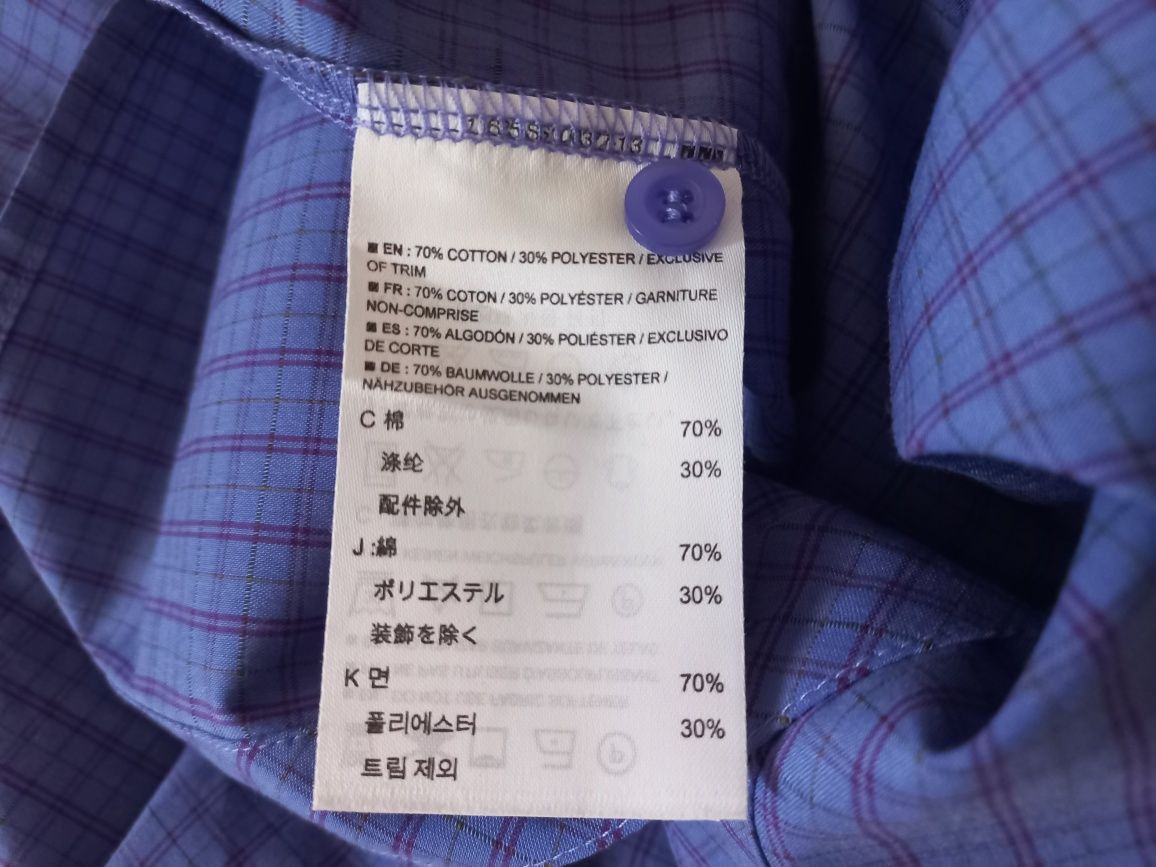 ■ EN : 70% COTTON / 30% POLYESTER / EXCLUSIVE
OF TRIM
■ FR : 70% COTON / 30% POLYÉSTER / GARNITURE
NON-COMPRISE
■ ES : 70% ALGODÓN / 30% POLIÉSTER / EXCLUSIVO
DE CORTE
■ DE : 70% BAUMWOLLE / 30% POLYESTER /
NÄHZUBEHÖR AUSGENOMMEN
C 棉 70%
涤纶 30%
配件除外
J :綿 70%
ポリエステル 30%
装飾を除く
K 면 70%
폴리에스터 30%
트림 제외